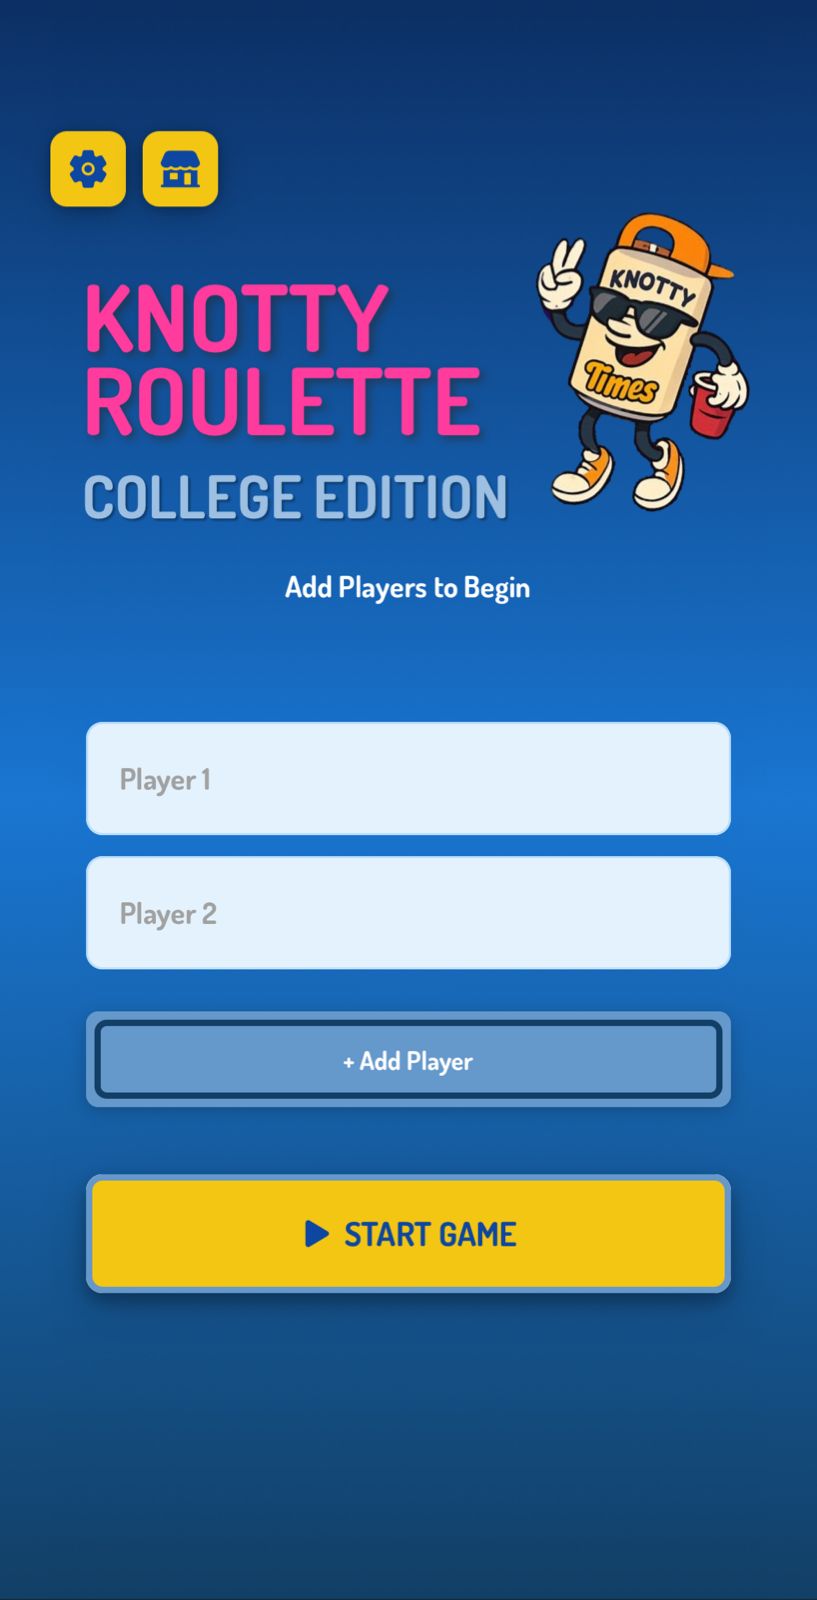 KNOTTY
ROULETTE
COLLEGE EDITION
KNOTTY
Times
Add Players to Begin
Player 1
Player 2
+ Add Player
START GAME